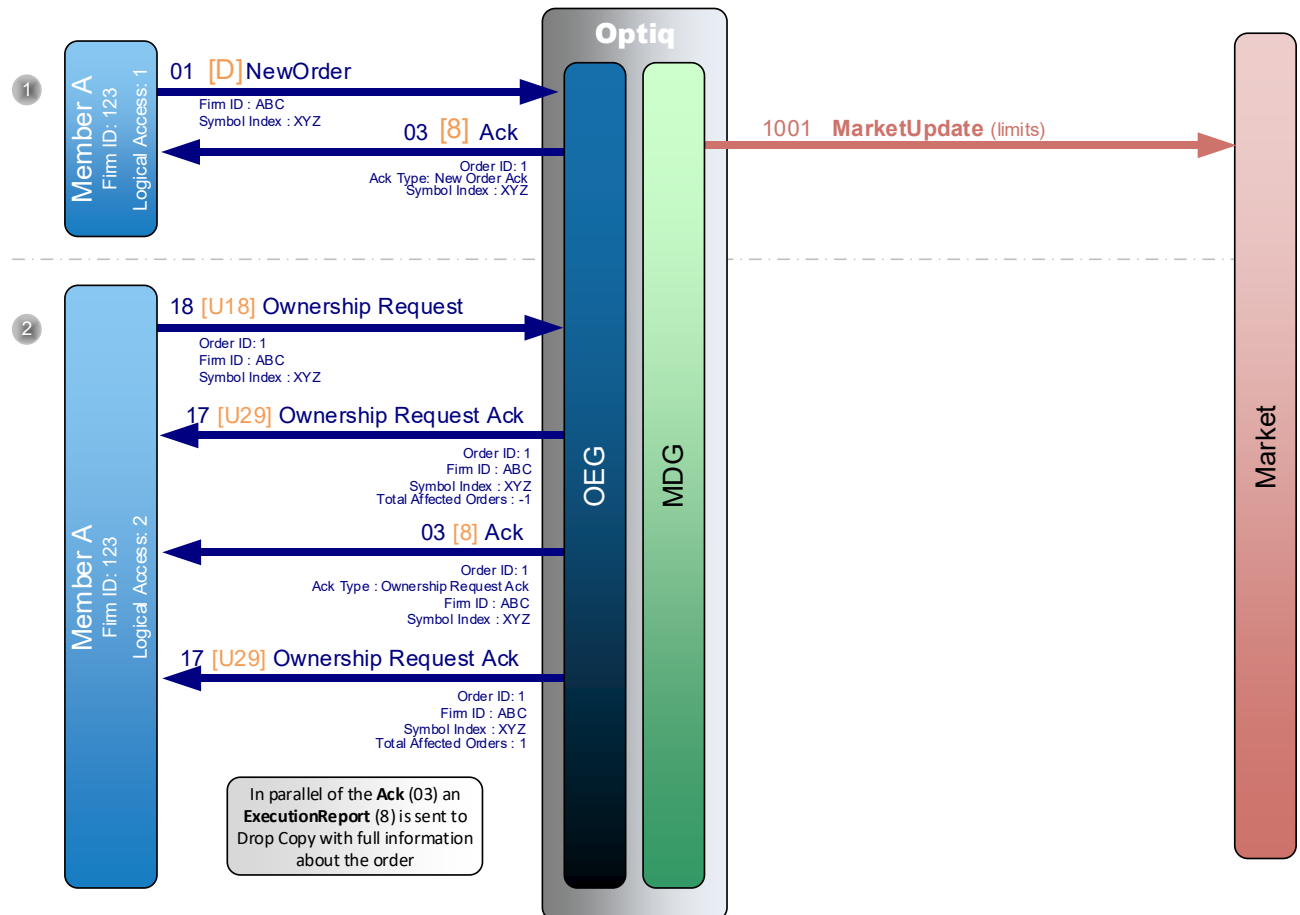 Optiq
1
Member A
Firm ID: 123
Logical Access: 1
01 [D] NewOrder
Firm ID : ABC
Symbol Index : XYZ
03 [8] Ack
Order ID: 1
Ack Type: New Order Ack
Symbol Index : XYZ
1001 MarketUpdate (limits)
2
Member A
Firm ID: 123
Logical Access: 2
18 [U18] Ownership Request
Order ID: 1
Firm ID : ABC
Symbol Index : XYZ
17 [U29] Ownership Request Ack
Order ID: 1
Firm ID : ABC
Symbol Index : XYZ
Total Affected Orders : -1
03 [8] Ack
Order ID: 1
Ack Type : Ownership Request Ack
Firm ID : ABC
Symbol Index : XYZ
17 [U29] Ownership Request Ack
Order ID: 1
Firm ID : ABC
Symbol Index : XYZ
Total Affected Orders : 1
OEG
MDG
Market
In parallel of the Ack (03) an
ExecutionReport (8) is sent to
Drop Copy with full information
about the order